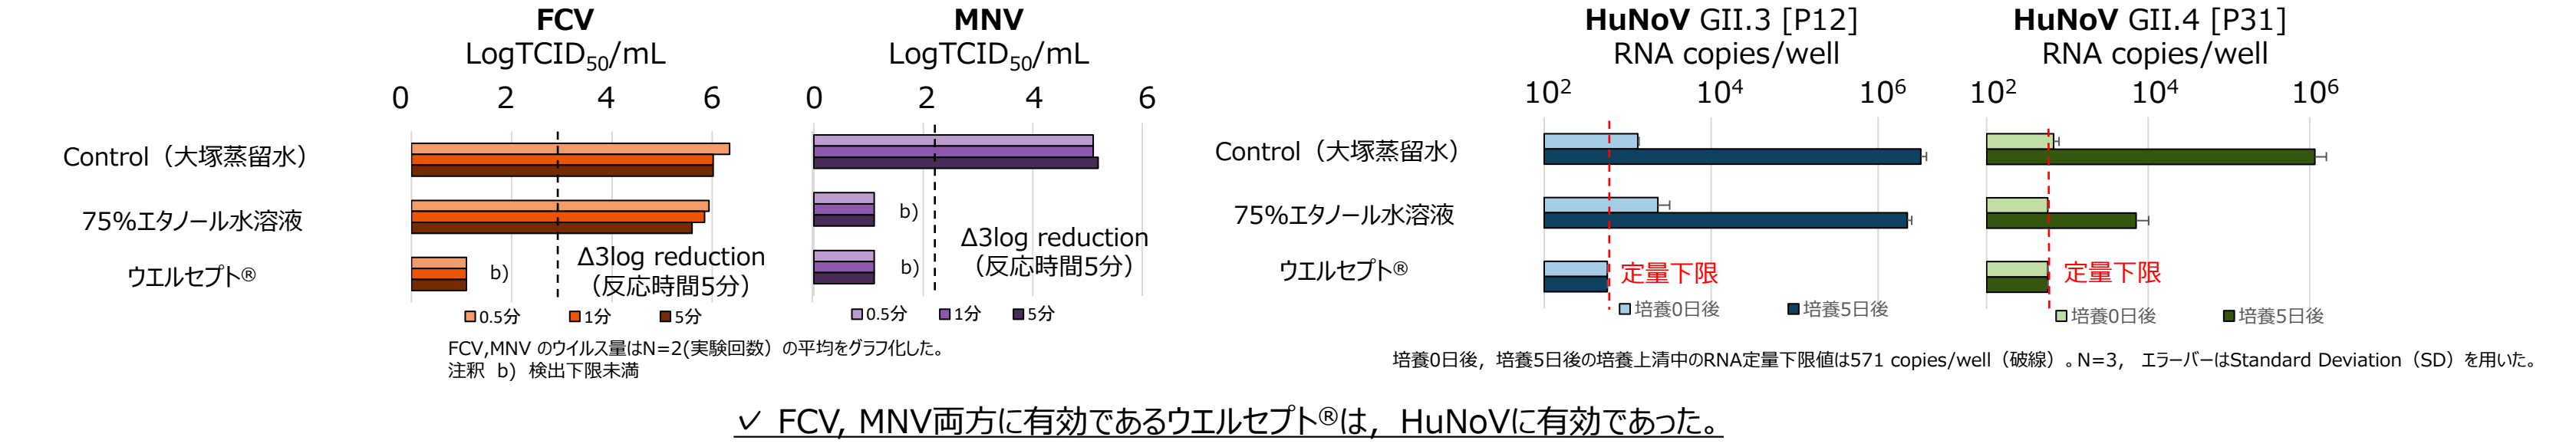 FCV
LogTCID50/mL
0 2 4 6
Control（大塚蒸留水）
75%エタノール水溶液
ウエルセプト®
b)
Δ3log reduction
（反応時間5分）
0.5分 1分 5分
MNV
LogTCID50/mL
0 2 4 6
b)
b)
Δ3log reduction
（反応時間5分）
0.5分 1分 5分
FCV,MNV のウイルス量はN=2(実験回数）の平均をグラフ化した。
注釈 b) 検出下限未満
HuNoV GII.3 [P12]
RNA copies/well
10² 10⁴ 10⁶
Control（大塚蒸留水）
75%エタノール水溶液
ウエルセプト®
定量下限
培養0日後 培養5日後
HuNoV GII.4 [P31]
RNA copies/well
10² 10⁴ 10⁶
定量下限
培養0日後 培養5日後
培養0日後，培養5日後の培養上清中のRNA定量下限値は571 copies/well（破線）。N=3， エラーバーはStandard Deviation（SD）を用いた。
✓ FCV, MNV両方に有効であるウエルセプト®は，HuNoVに有効であった。